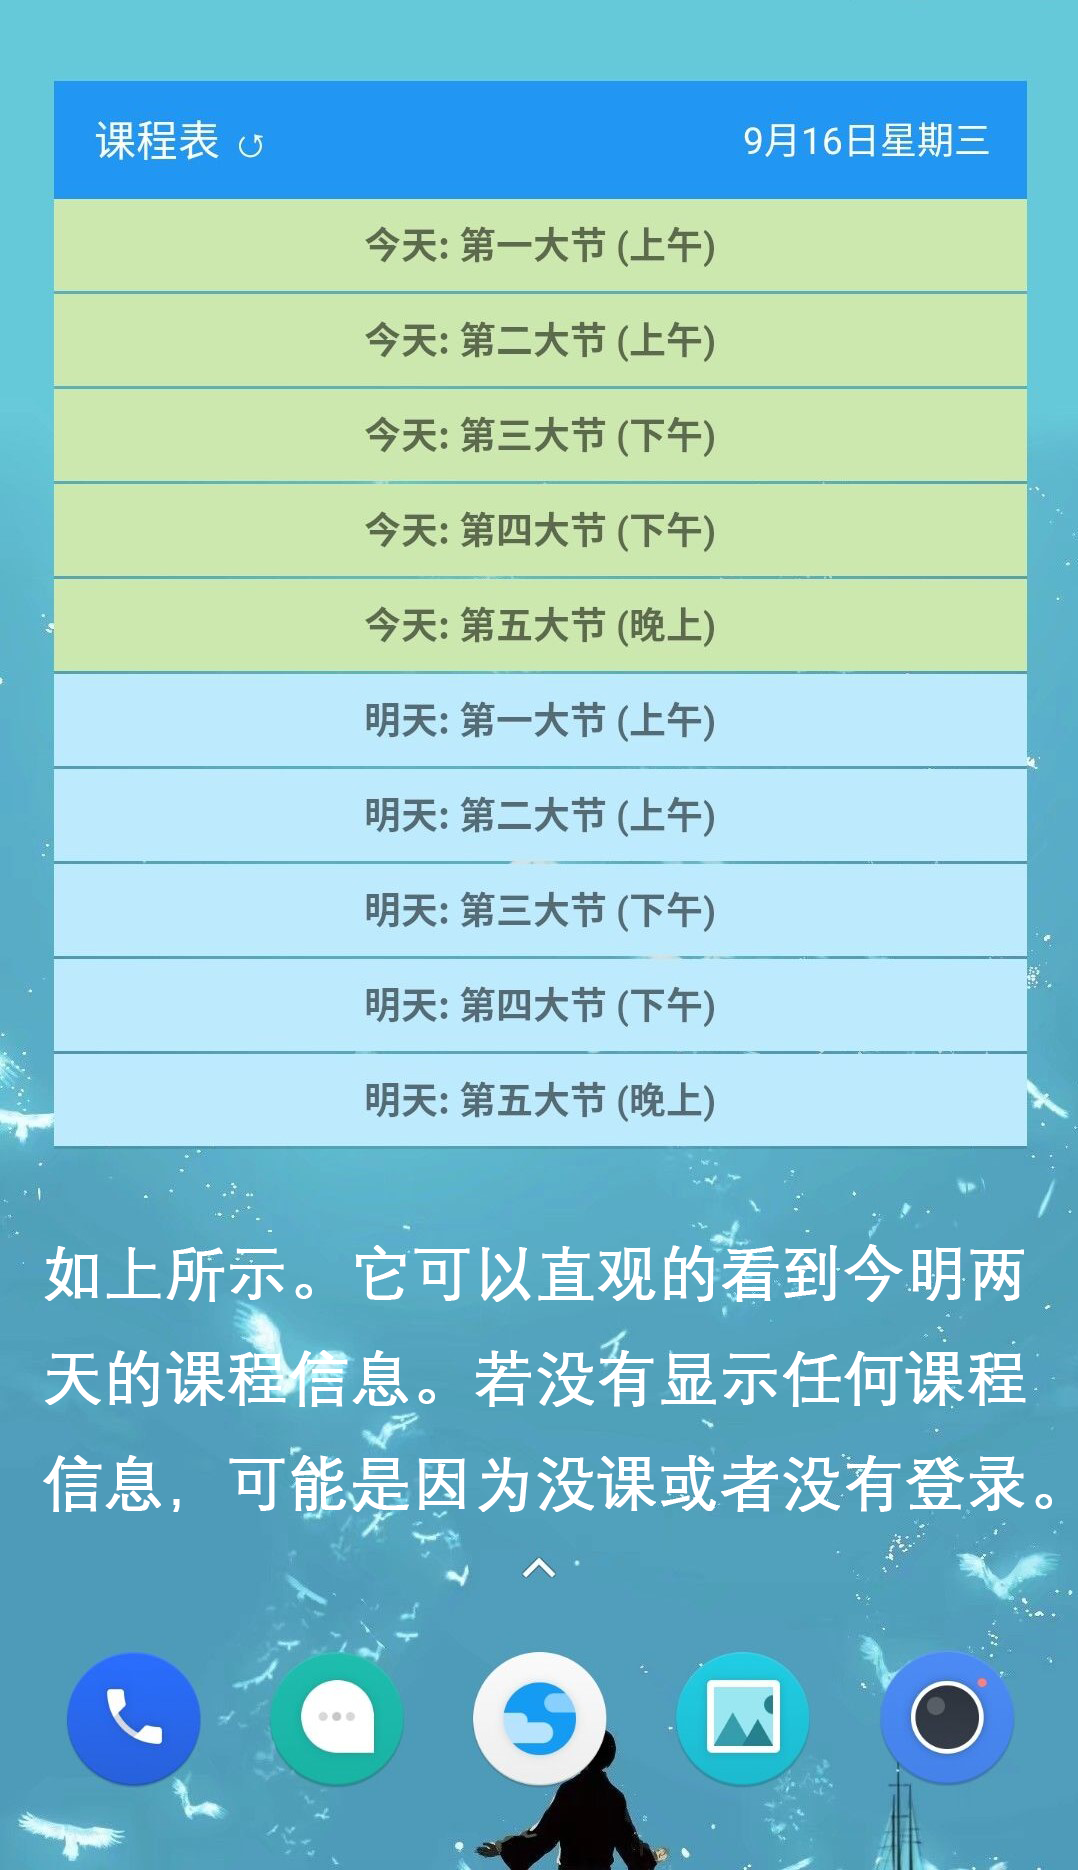 课程表
9月16日星期三
今天: 第一大节 (上午)
今天: 第二大节 (上午)
今天: 第三大节 (下午)
今天: 第四大节 (下午)
今天: 第五大节 (晚上)
明天: 第一大节 (上午)
明天: 第二大节 (上午)
明天: 第三大节 (下午)
明天: 第四大节 (下午)
明天: 第五大节 (晚上)
如上所示。它可以直观的看到今明两
天的课程信息。若没有显示任何课程
信息, 可能是因为没课或者没有登录。